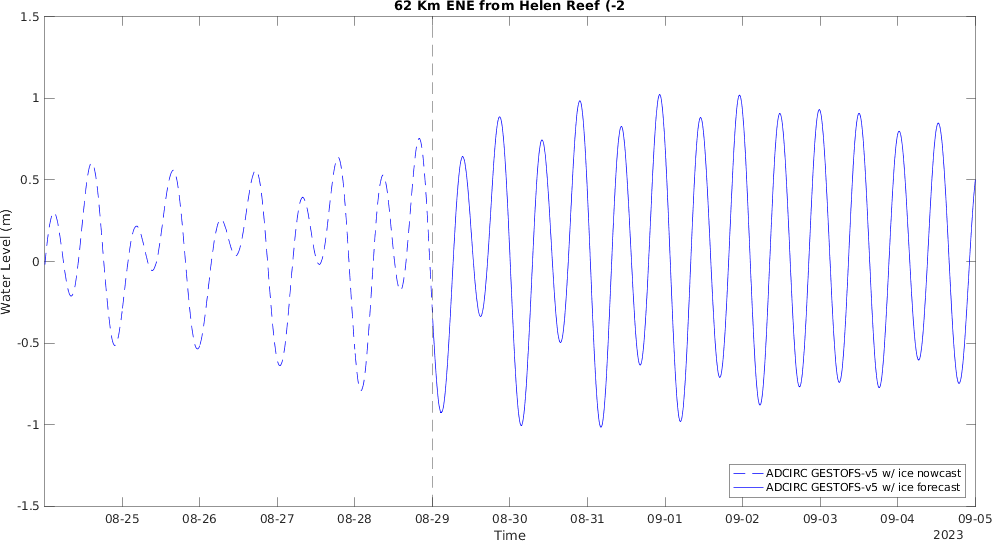 62 Km ENE from Helen Reef (-2
1.5
1
0.5
0
-0.5
-1
-1.5
Water Level (m)
ADCIRC GESTOFS-v5 w/ ice nowcast
ADCIRC GESTOFS-v5 w/ ice forecast
08-25 08-26 08-27 08-28 08-29 08-30 08-31 09-01 09-02 09-03 09-04 09-05
Time
2023